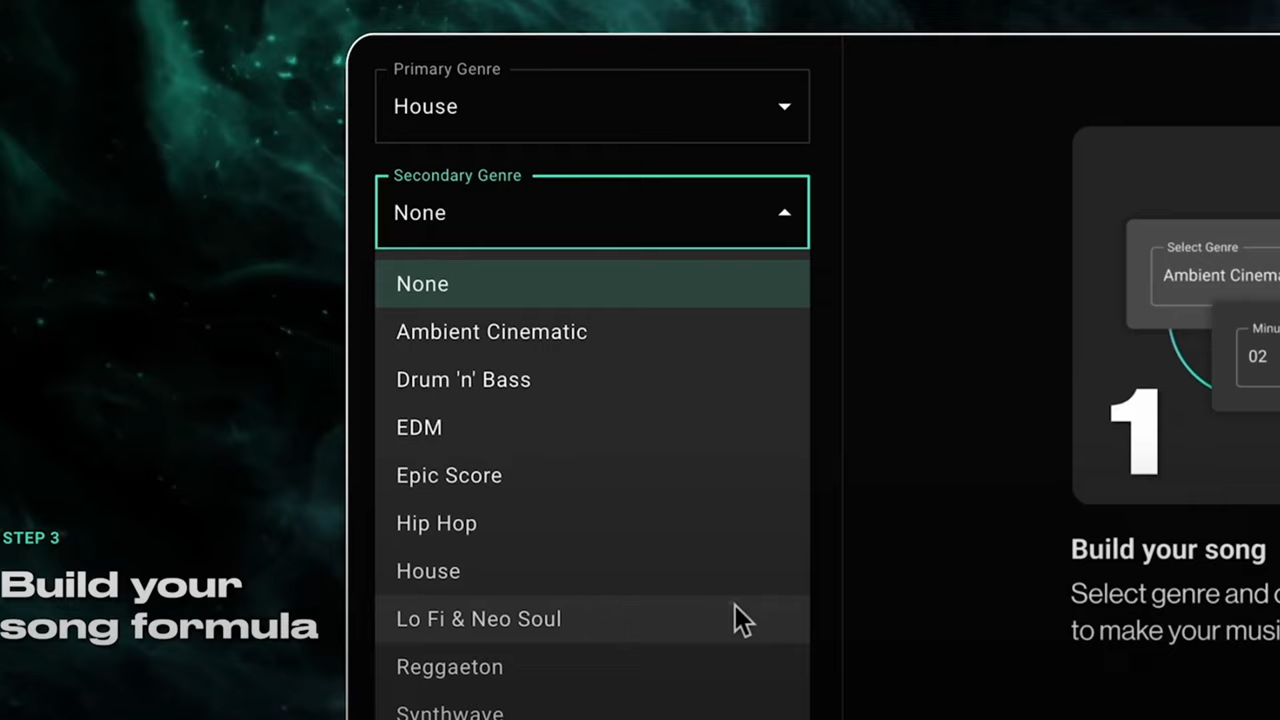 Primary Genre
House
Secondary Genre
None
None
Ambient Cinematic
Drum 'n' Bass
EDM
Epic Score
Hip Hop
House
Lo Fi & Neo Soul
Reggaeton
Synthwave
STEP 3
Build your
song formula
Select Genre
Ambient
02
1
Build your song
Select genre and
to make your